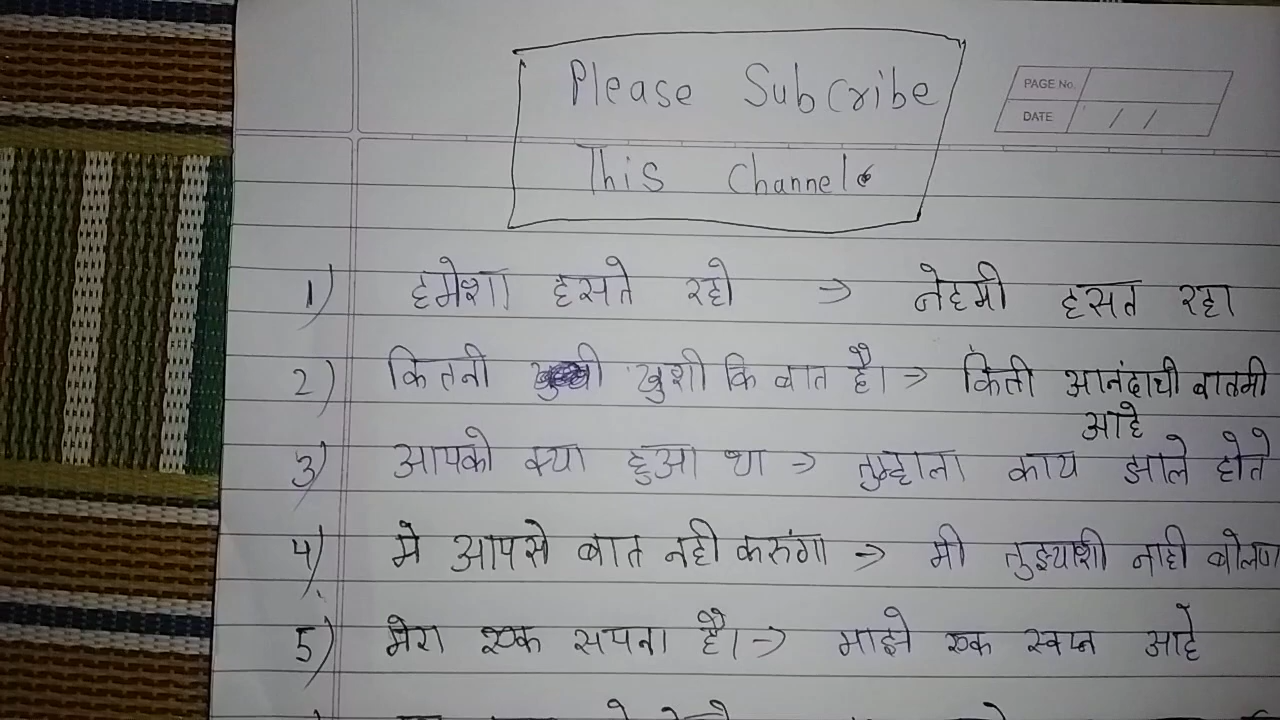 Please Subcribe
This Channel
PAGE No.
DATE / /
1) हमेशा हसते रहो → नेहमी हसत रहा
2) कितनी खुशी कि बात है। → किती आनंदाची बातमी
आहे
3) आपको क्या हुआ था → तुम्हाला काय झाले होते
4) मे आपसे बात नही करुंगा → मी तुझ्याशी नाही बोलण
5) मेरा एक सपना है। → माझे एक स्वप्न आहे